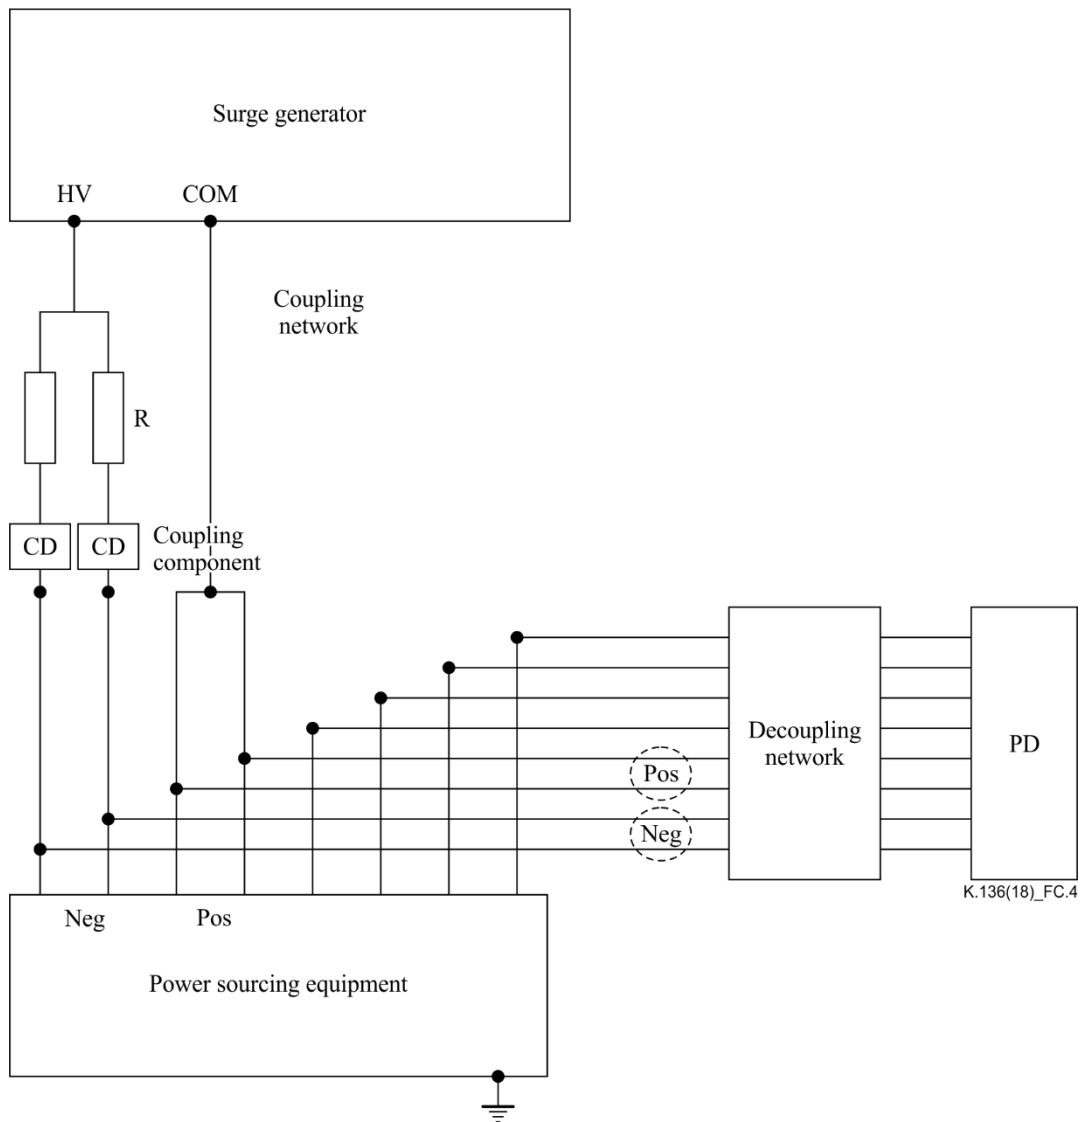 Surge generator
HV
COM
Coupling
network
R
CD
CD
Coupling
component
Decoupling
network
PD
Pos
Neg
K.136(18)_FC.4
Neg
Pos
Power sourcing equipment